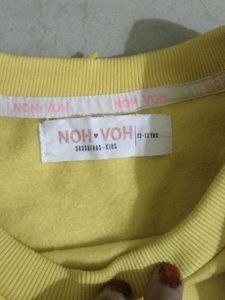 NOH-VOH NOH-VOH
NOH♥VOH 12-13 YRS
SASSAFRAS - KIDS